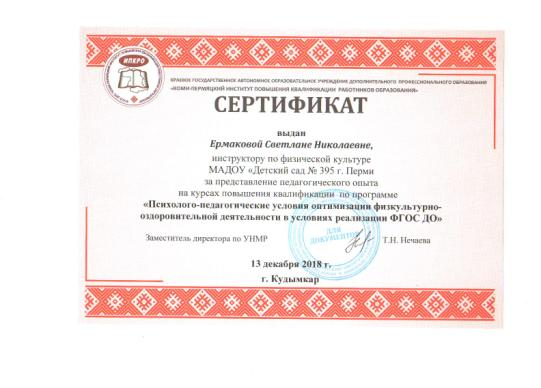 ИПКРО
КРАЕВОЕ ГОСУДАРСТВЕННОЕ АВТОНОМНОЕ ОБРАЗОВАТЕЛЬНОЕ УЧРЕЖДЕНИЕ ДОПОЛНИТЕЛЬНОГО ПРОФЕССИОНАЛЬНОГО ОБРАЗОВАНИЯ
«КОМИ-ПЕРМЯЦКИЙ ИНСТИТУТ ПОВЫШЕНИЯ КВАЛИФИКАЦИИ РАБОТНИКОВ ОБРАЗОВАНИЯ»
СЕРТИФИКАТ
выдан
Ермаковой Светлане Николаевне,
инструктору по физической культуре
МАДОУ «Детский сад № 395 г. Перми
за представление педагогического опыта
на курсах повышения квалификации по программе
«Психолого-педагогические условия оптимизации физкультурно-
оздоровительной деятельности в условиях реализации ФГОС ДО»
ДЛЯ
ДОКУМЕНТОВ
Заместитель директора по УНМР
Т.Н. Нечаева
13 декабря 2018 г.
г. Кудымкар